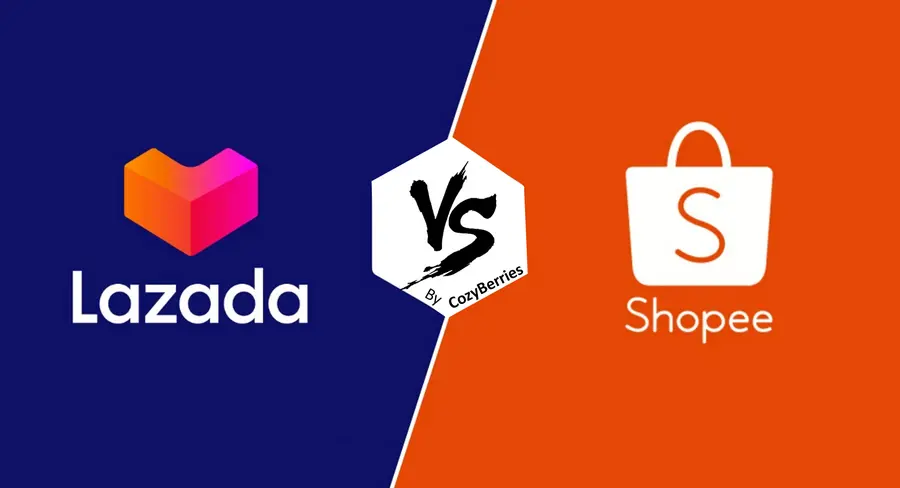 Lazada
VS
By CozyBerries
S
Shopee